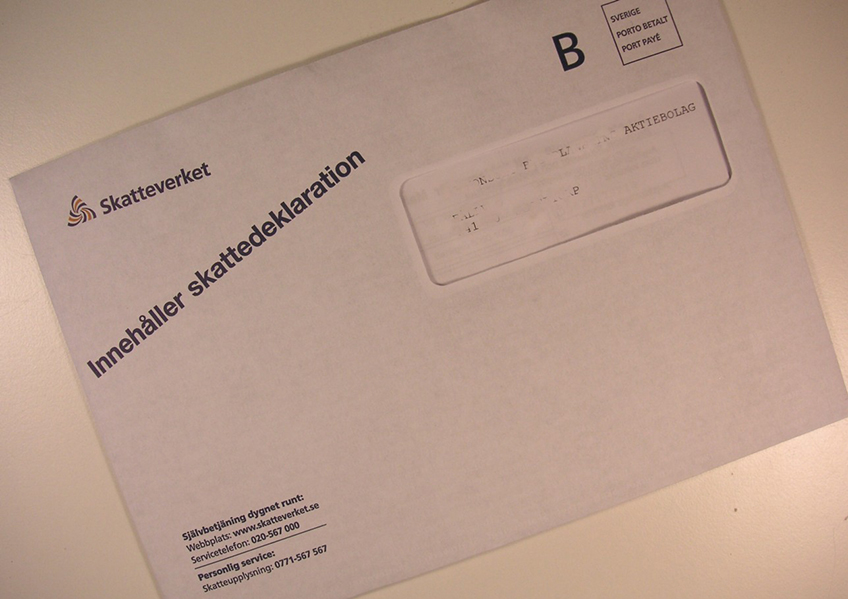 B
SVERIGE
PORTO BETALT
PORT PAYÉ
AKTIEBOLAG
Skatteverket
Innehåller skattedeklaration
Självbetjäning dygnet runt:
Webbplats: www.skatteverket.se
Servicetelefon: 020-567 000
Personlig service:
Skatteupplysning: 0771-567 567